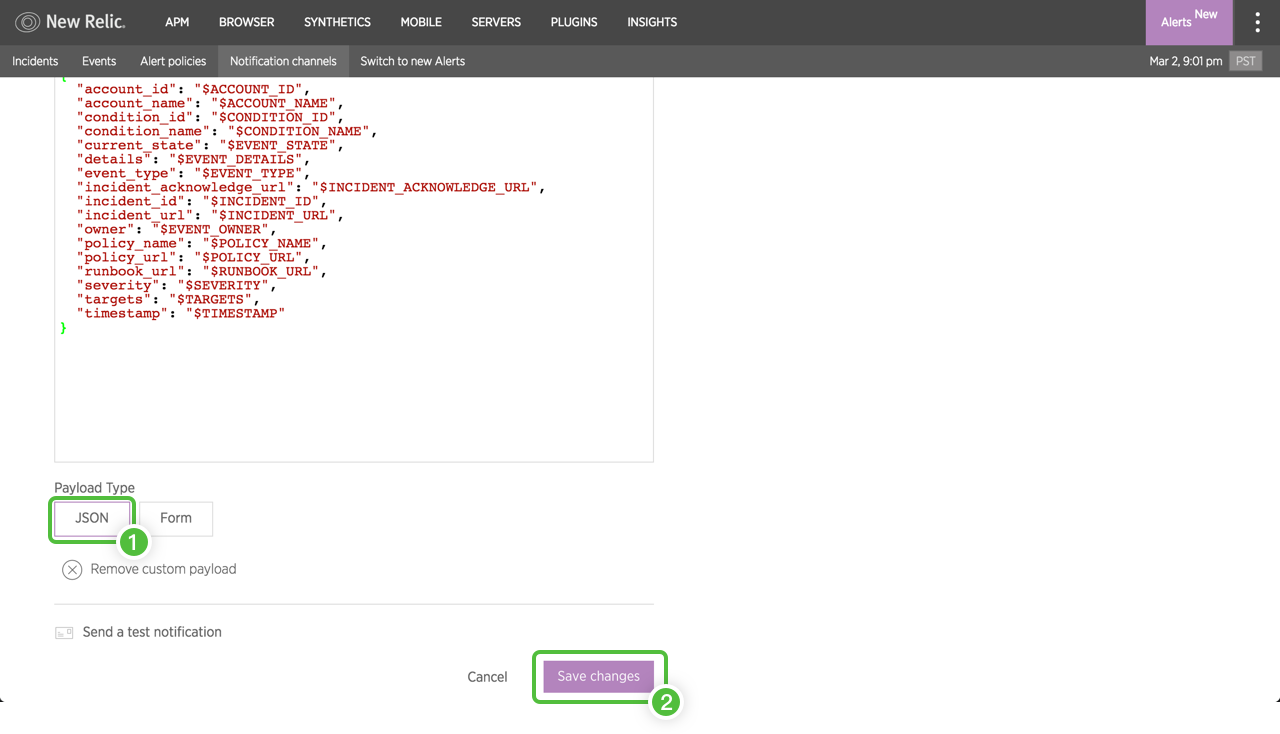 New Relic. APM BROWSER SYNTHETICS MOBILE SERVERS PLUGINS INSIGHTS Alerts New
Incidents Events Alert policies Notification channels Switch to new Alerts Mar 2, 9:01 pm PST
{
"account_id": "$ACCOUNT_ID",
"account_name": "$ACCOUNT_NAME",
"condition_id": "$CONDITION_ID",
"condition_name": "$CONDITION_NAME",
"current_state": "$EVENT_STATE",
"details": "$EVENT_DETAILS",
"event_type": "$EVENT_TYPE",
"incident_acknowledge_url": "$INCIDENT_ACKNOWLEDGE_URL",
"incident_id": "$INCIDENT_ID",
"incident_url": "$INCIDENT_URL",
"owner": "$EVENT_OWNER",
"policy_name": "$POLICY_NAME",
"policy_url": "$POLICY_URL",
"runbook_url": "$RUNBOOK_URL",
"severity": "$SEVERITY",
"targets": "$TARGETS",
"timestamp": "$TIMESTAMP"
}
Payload Type
JSON Form
1
Remove custom payload
Send a test notification
Cancel Save changes
2